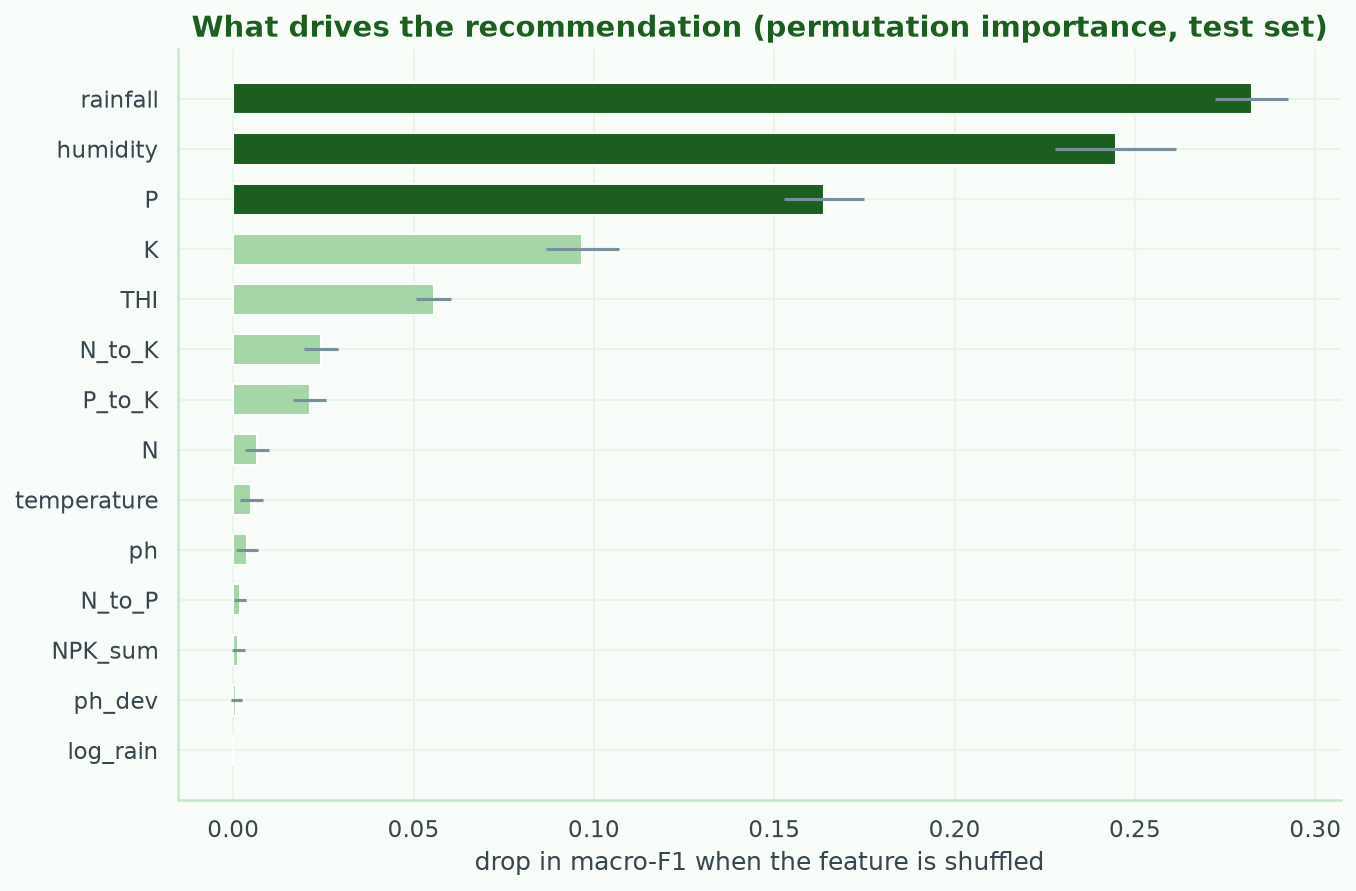 What drives the recommendation (permutation importance, test set)
rainfall
humidity
P
K
THI
N_to_K
P_to_K
N
temperature
ph
N_to_P
NPK_sum
ph_dev
log_rain
0.00 0.05 0.10 0.15 0.20 0.25 0.30
drop in macro-F1 when the feature is shuffled